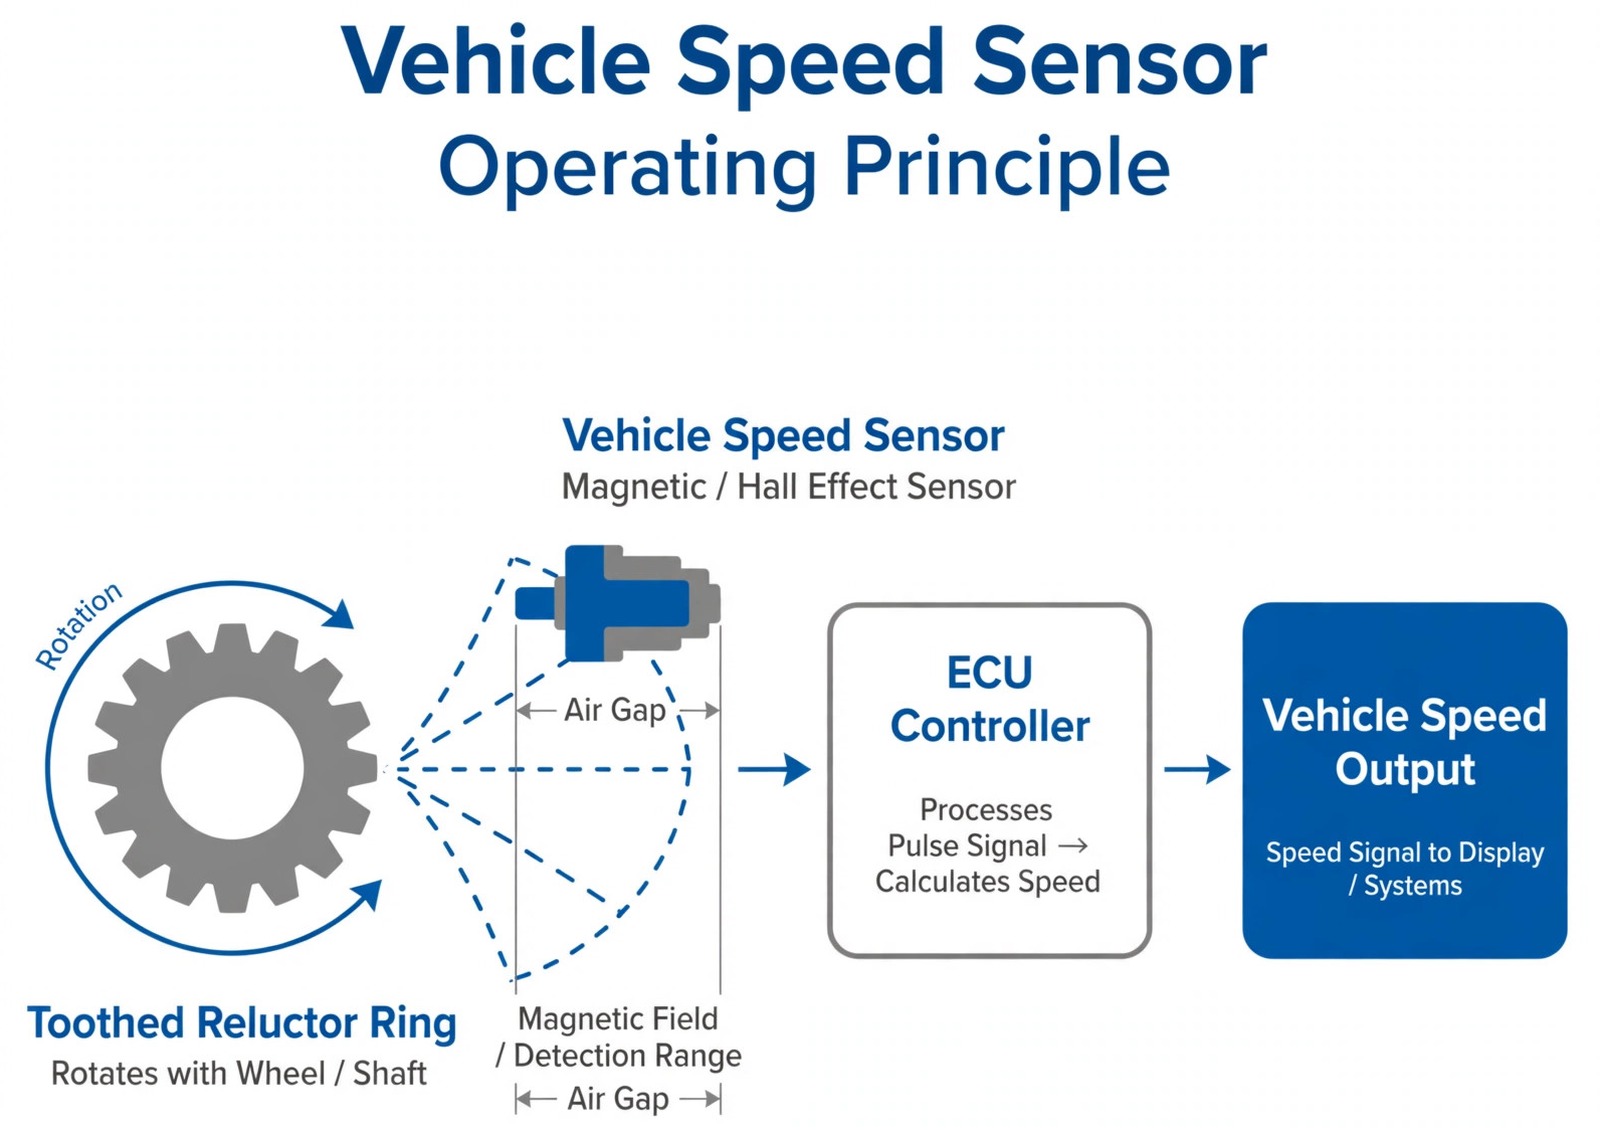 Vehicle Speed Sensor
Operating Principle
Vehicle Speed Sensor
Magnetic / Hall Effect Sensor
Rotation
Air Gap
ECU
Controller
Processes
Pulse Signal →
Calculates Speed
Vehicle Speed
Output
Speed Signal to Display
/ Systems
Toothed Reluctor Ring
Rotates with Wheel / Shaft
Magnetic Field
/ Detection Range
Air Gap